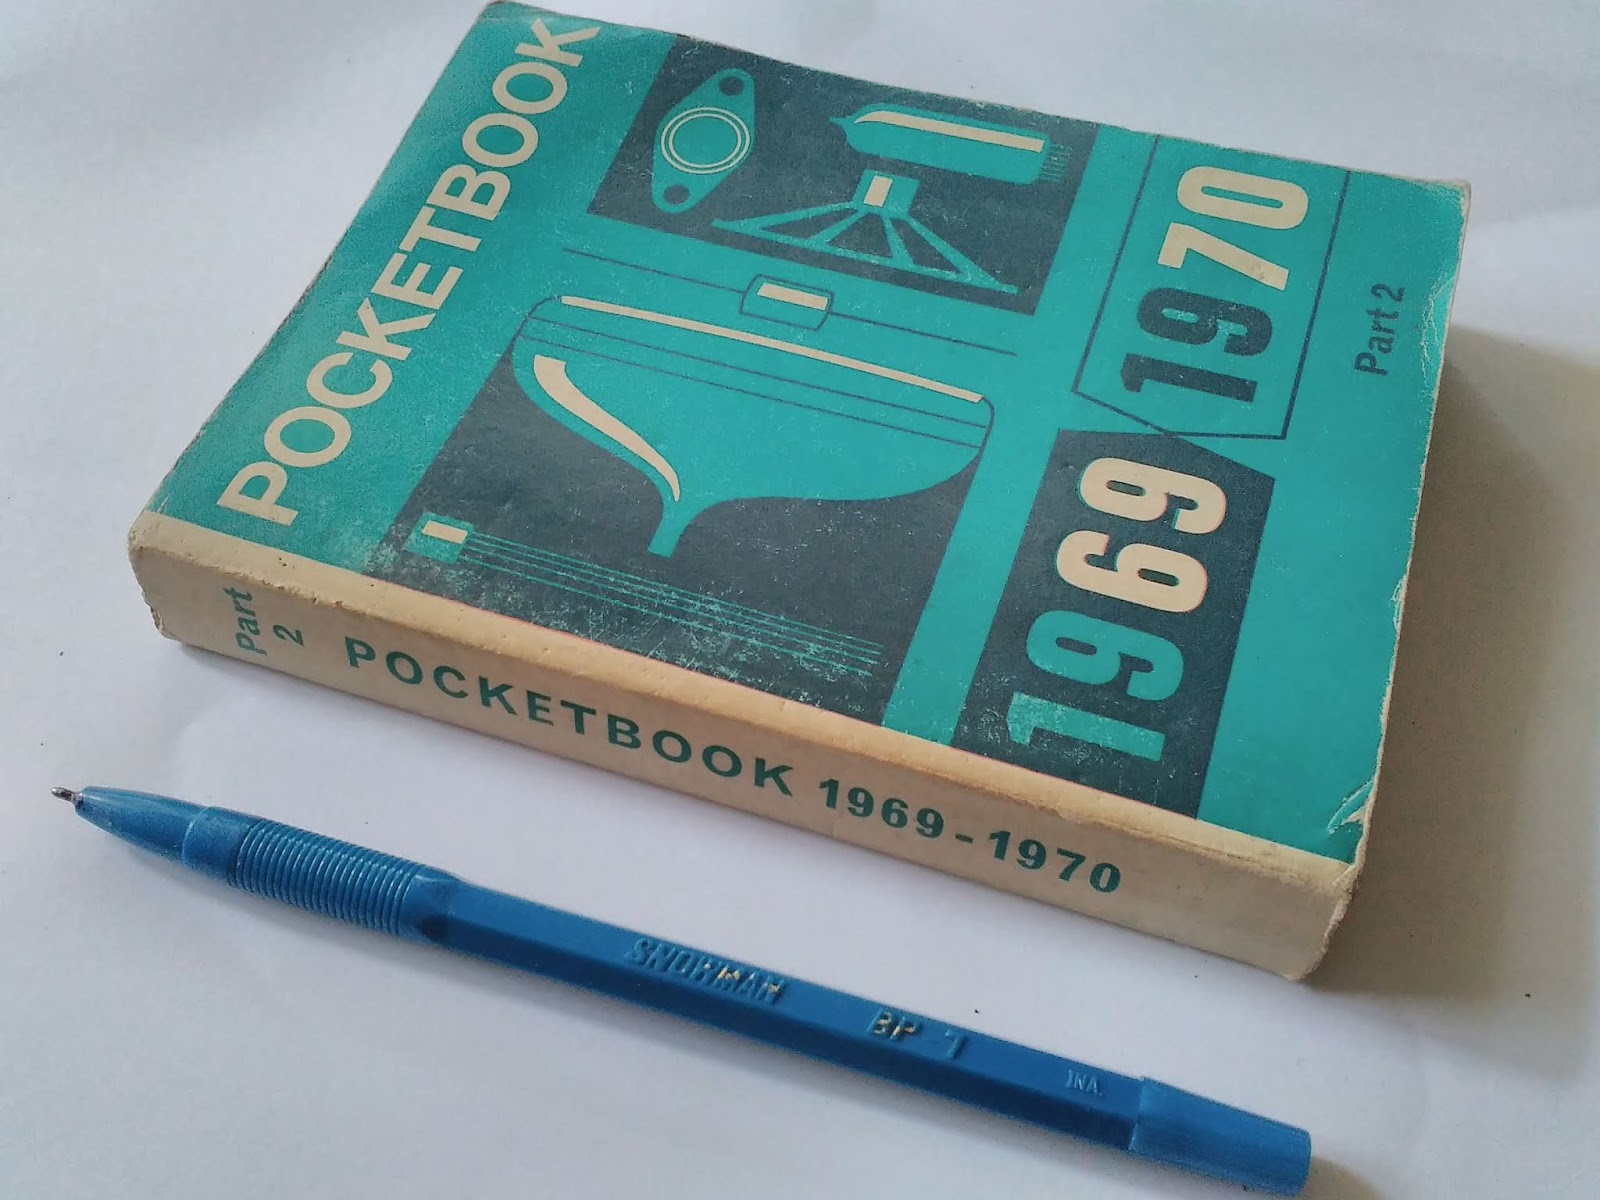 POCKETBOOK
1969/1970
Part 2
Part
2
POCKETBOOK 1969-1970
SNOWMAN BP 7
INA.